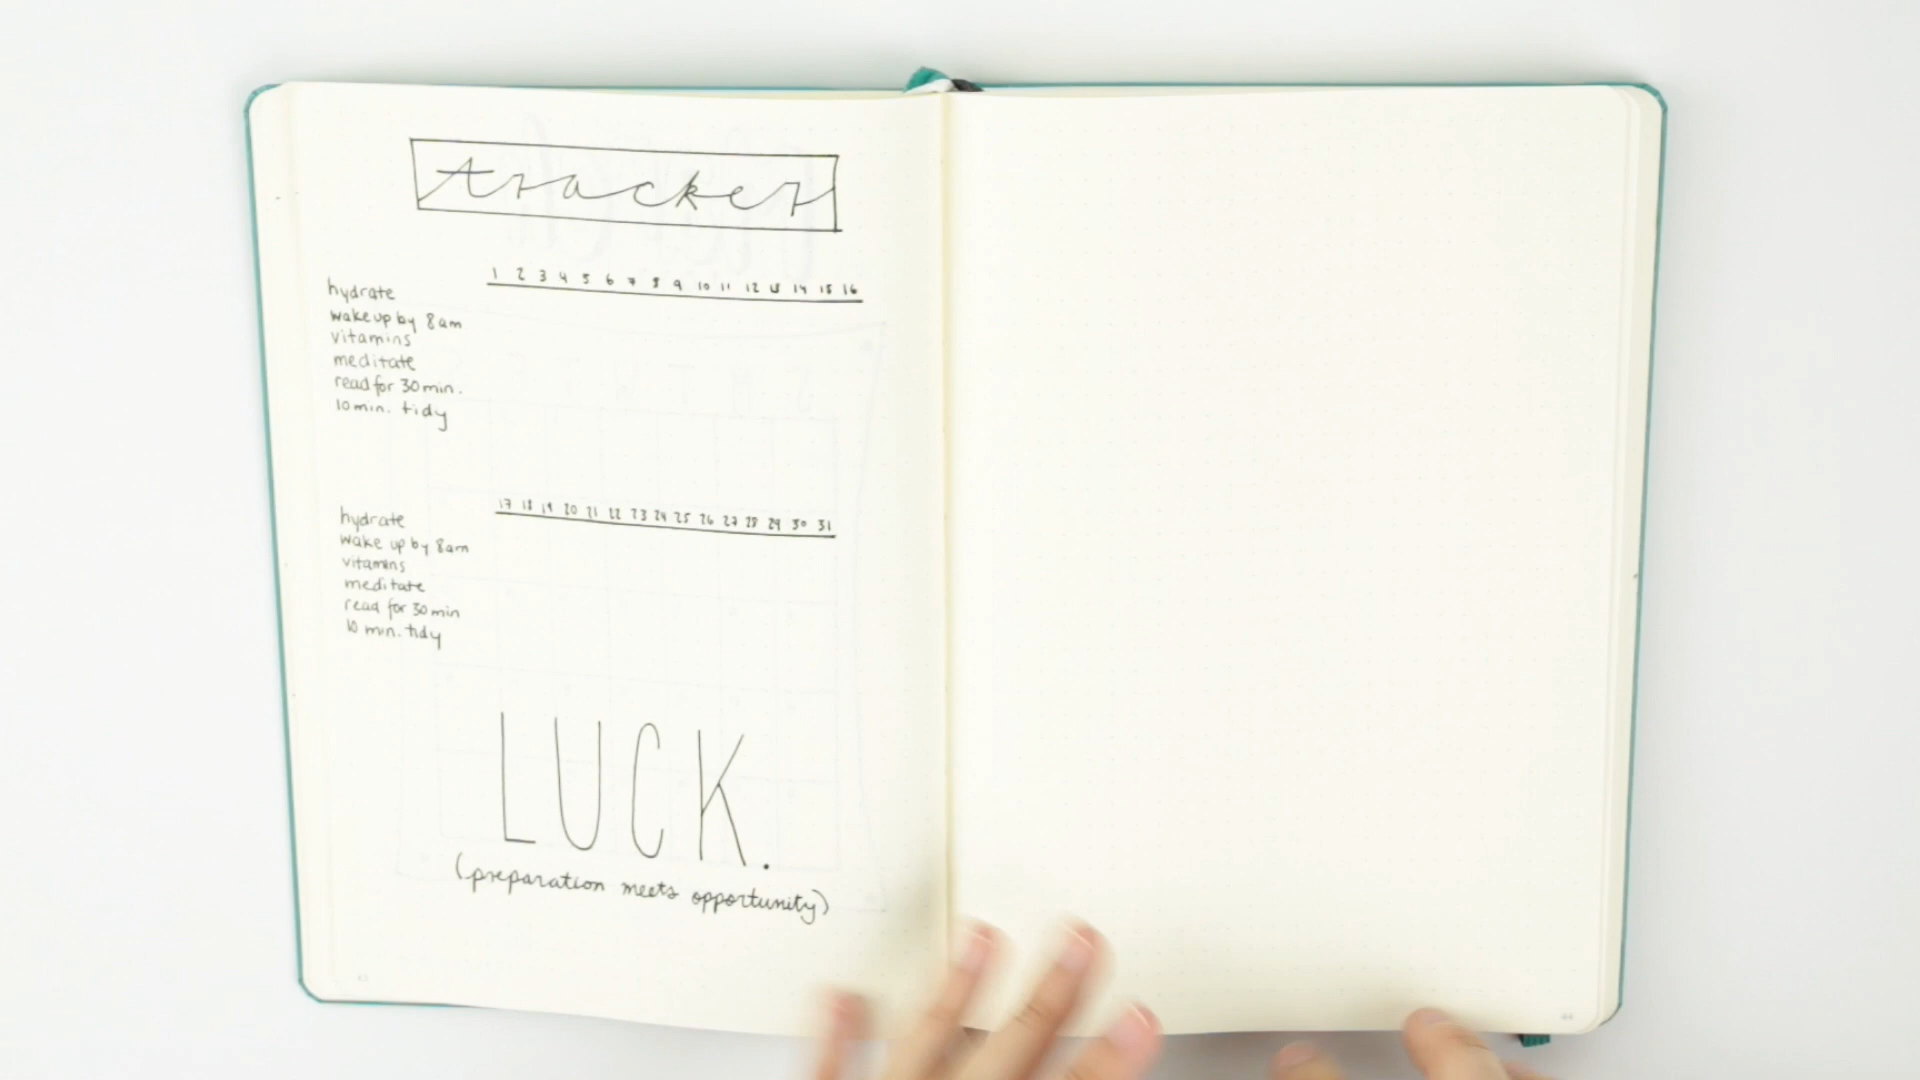 tracker
1 2 3 4 5 6 7 8 9 10 11 12 13 14 15 16
hydrate
wake up by 8am
vitamins
meditate
read for 30 min.
10 min. tidy
17 18 19 20 21 22 23 24 25 26 27 28 29 30 31
hydrate
wake up by 8am
vitamins
meditate
read for 30 min
10 min. tidy
LUCK.
(preparation meets opportunity)
44